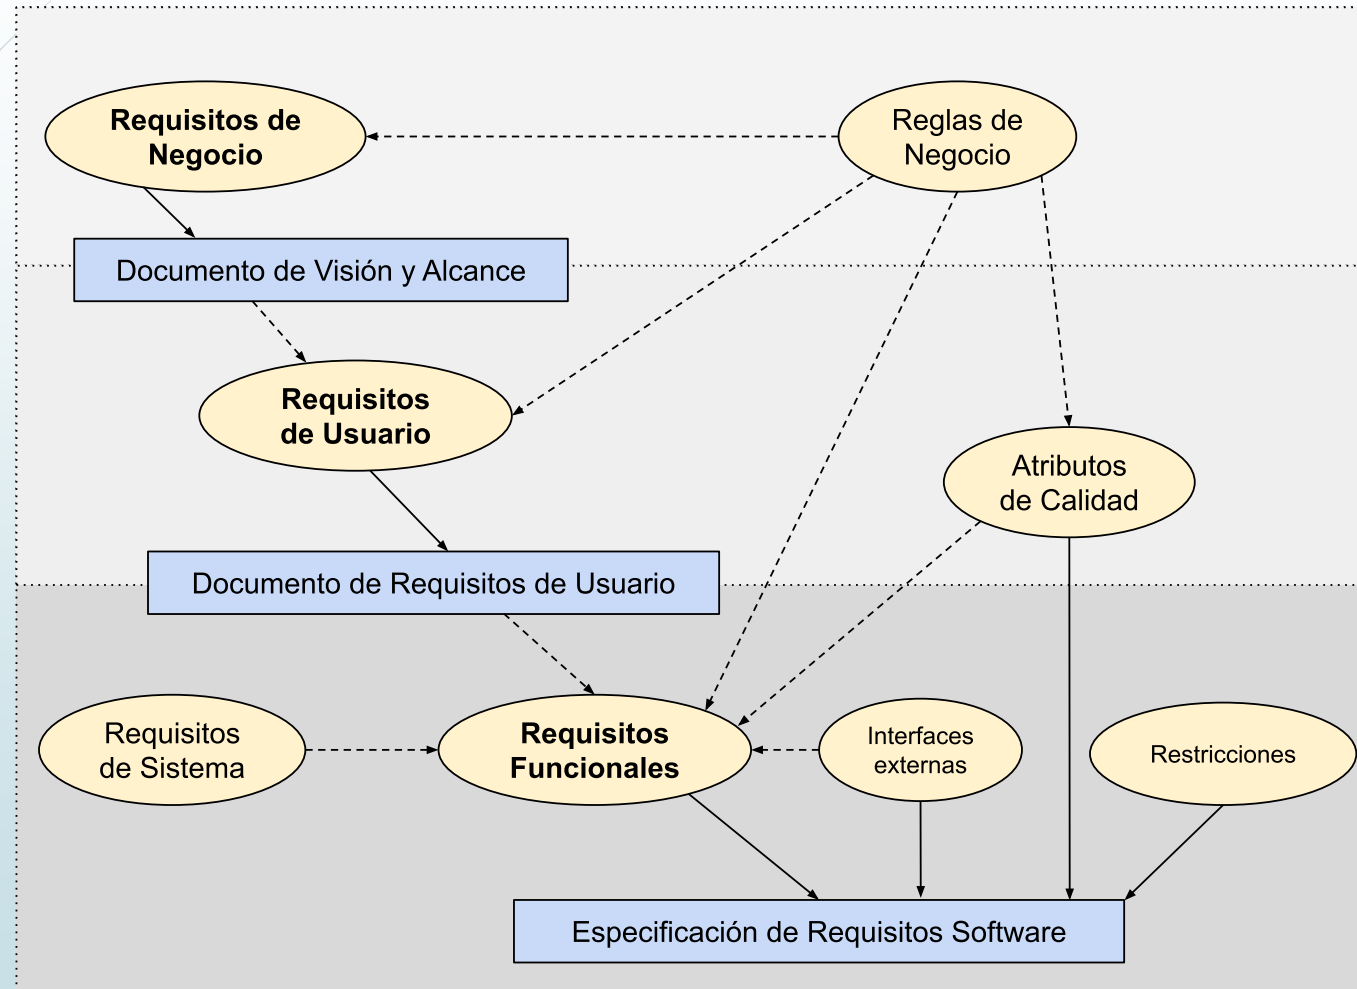 Requisitos de
Negocio
Reglas de
Negocio
Documento de Visión y Alcance
Requisitos
de Usuario
Atributos
de Calidad
Documento de Requisitos de Usuario
Requisitos
de Sistema
Requisitos
Funcionales
Interfaces
externas
Restricciones
Especificación de Requisitos Software